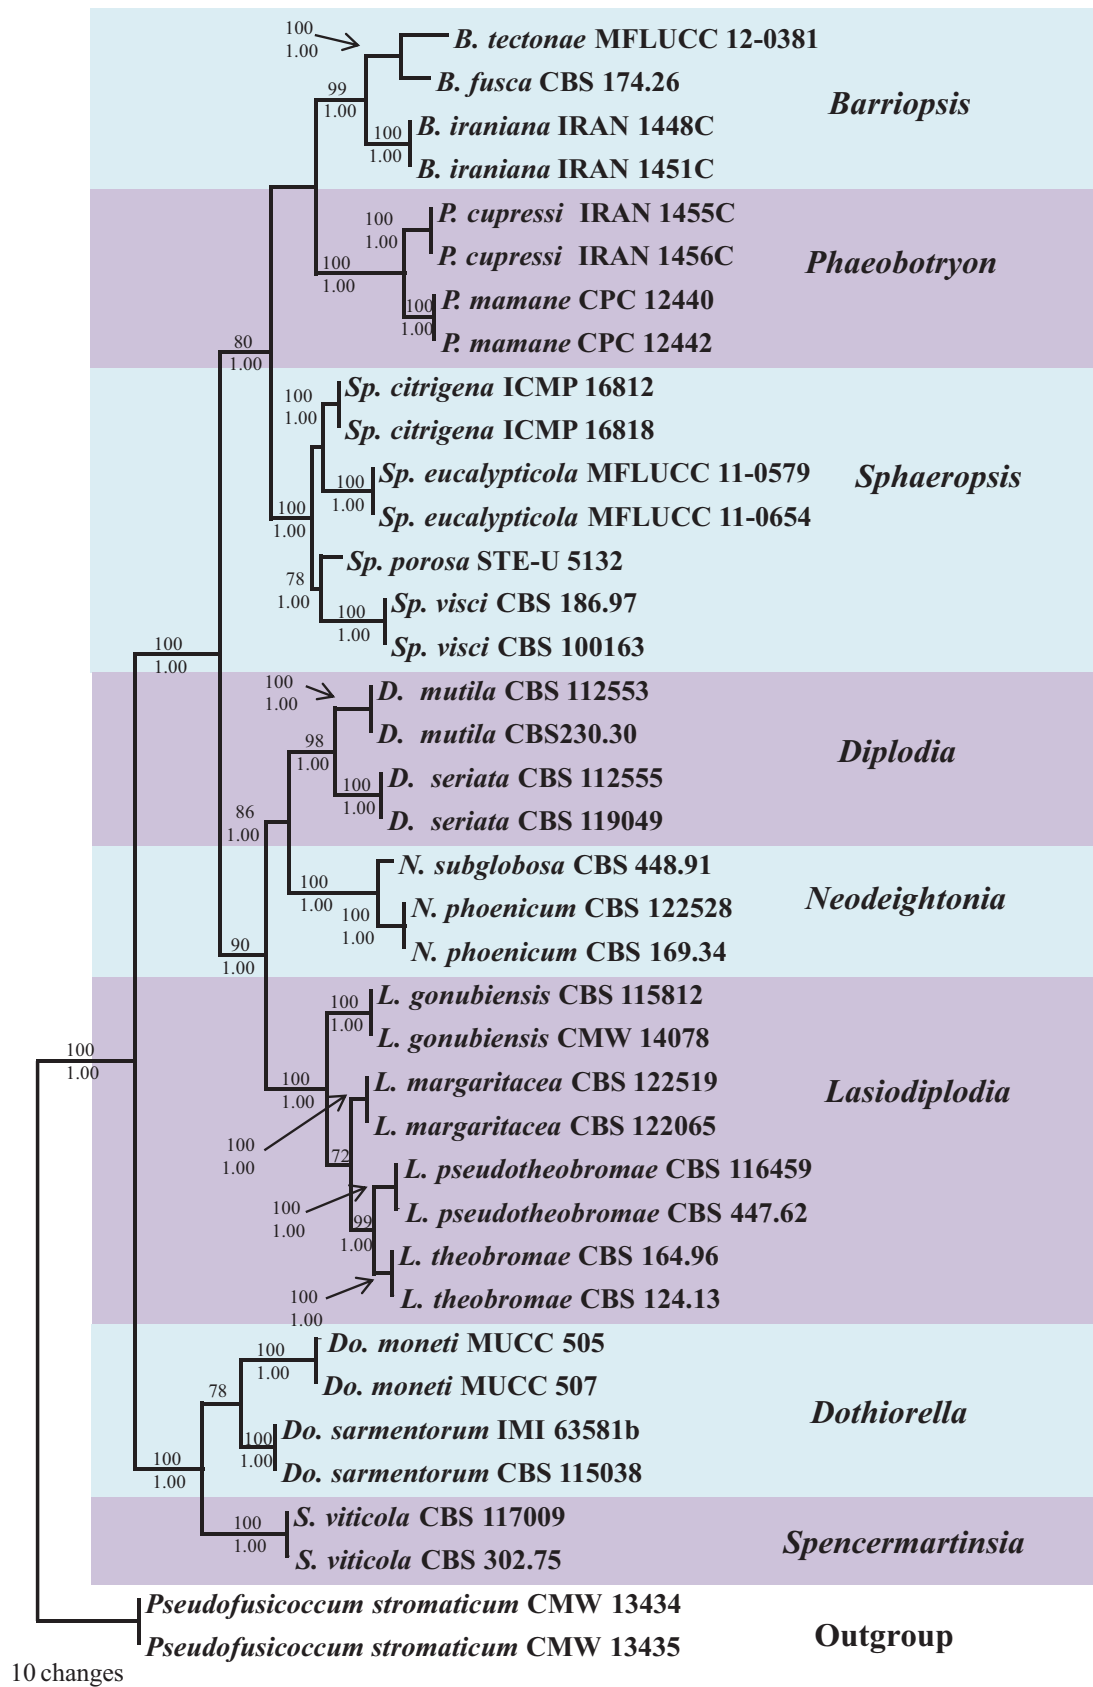 100
1.00
B. tectonae MFLUCC 12-0381
B. fusca CBS 174.26
99
1.00
Barriopsis
B. iraniana IRAN 1448C
100
1.00
B. iraniana IRAN 1451C
P. cupressi IRAN 1455C
100
1.00
P. cupressi IRAN 1456C
100
1.00
Phaeobotryon
P. mamane CPC 12440
100
1.00
P. mamane CPC 12442
80
1.00
Sp. citrigena ICMP 16812
100
1.00
Sp. citrigena ICMP 16818
Sp. eucalypticola MFLUCC 11-0579
100
1.00
Sphaeropsis
Sp. eucalypticola MFLUCC 11-0654
100
1.00
Sp. porosa STE-U 5132
78
1.00
Sp. visci CBS 186.97
100
1.00
Sp. visci CBS 100163
100
1.00
100
1.00
D. mutila CBS 112553
D. mutila CBS230.30
98
1.00
Diplodia
D. seriata CBS 112555
100
1.00
D. seriata CBS 119049
86
1.00
N. subglobosa CBS 448.91
100
1.00
Neodeightonia
N. phoenicum CBS 122528
100
1.00
N. phoenicum CBS 169.34
90
1.00
L. gonubiensis CBS 115812
100
1.00
L. gonubiensis CMW 14078
100
1.00
100
1.00
L. margaritacea CBS 122519
Lasiodiplodia
L. margaritacea CBS 122065
100
1.00
72
L. pseudotheobromae CBS 116459
100
1.00
L. pseudotheobromae CBS 447.62
99
1.00
L. theobromae CBS 164.96
100
1.00
L. theobromae CBS 124.13
Do. moneti MUCC 505
100
1.00
Do. moneti MUCC 507
78
Dothiorella
Do. sarmentorum IMI 63581b
100
1.00
Do. sarmentorum CBS 115038
100
1.00
S. viticola CBS 117009
100
1.00
Spencermartinsia
S. viticola CBS 302.75
Pseudofusicoccum stromaticum CMW 13434
Outgroup
Pseudofusicoccum stromaticum CMW 13435
10 changes